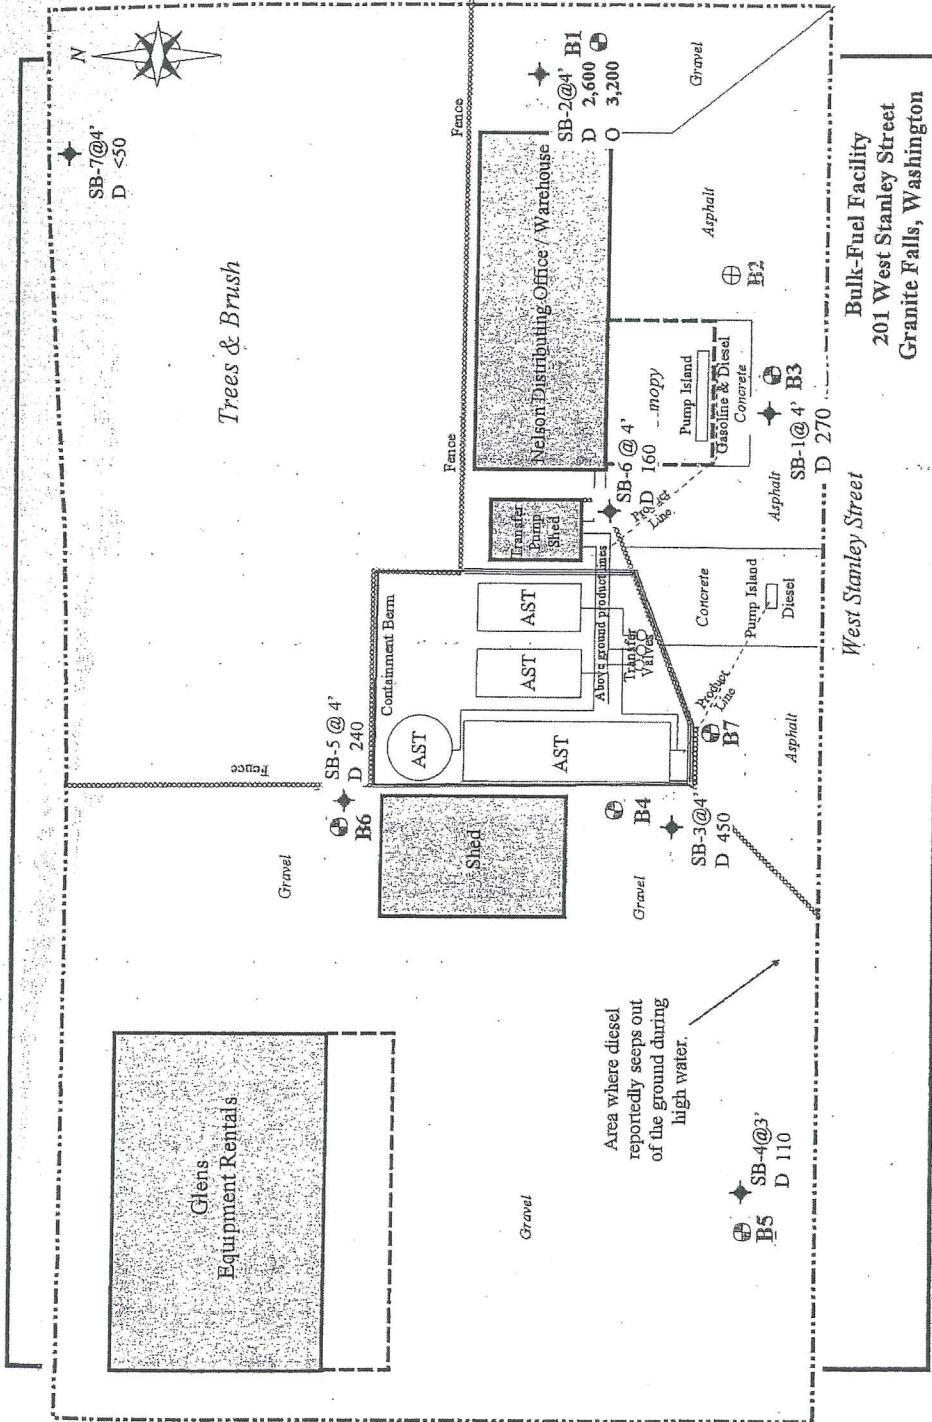 N
SB-7@4'
D <50
Trees & Brush
Fence
Fence
Fence
SB-2@4'
D 2,600
O 3,200
B1
Gravel
Nelson Distributing Office / Warehouse
Asphalt
B2
Pump Island
Gasoline & Diesel
Concrete
B3
SB-1@4'
D 270
SB-6 @ 4'
D 160
mopy
Product
Line
Asphalt
Transfer
Pump
Shed
Containment Berm
AST
AST
AST
AST
Above ground product lines
Transfer
Valves
Concrete
Pump Island
Diesel
Product
Line
B7
Asphalt
West Stanley Street
SB-5 @ 4'
D 240
B6
Shed
B4
SB-3@4'
D 450
Gravel
Gravel
Glens
Equipment Rentals
Area where diesel
reportedly seeps out
of the ground during
high water.
Gravel
SB-4@3'
D 110
B5
Bulk-Fuel Facility
201 West Stanley Street
Granite Falls, Washington